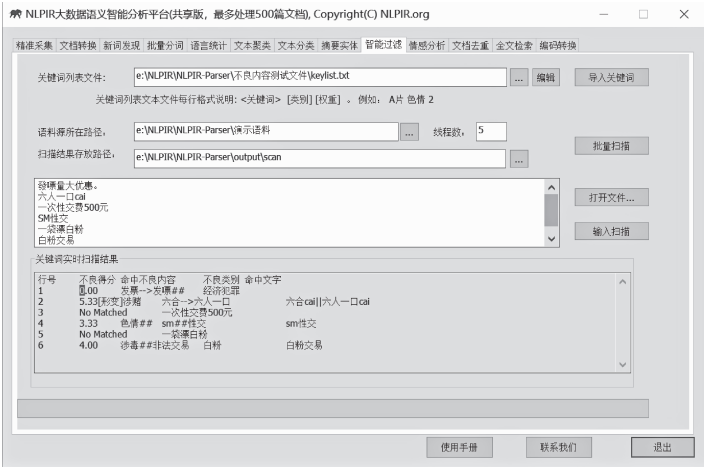 NLPIR大数据语义智能分析平台(共享版，最多处理500篇文档), Copyright(C) NLPIR.org
精准采集 文档转换 新词发现 批量分词 语言统计 文本聚类 文本分类 摘要实体 智能过滤 情感分析 文档去重 全文检索 编码转换
关键词列表文件: e:\NLPIR\NLPIR-Parser\不良内容测试文件\keylist.txt ... 编辑 导入关键词
关键词列表文本文件每行格式说明: <关键词> [类别] [权重] 。例如： A片 色情 2
语料源所在路径： e:\NLPIR\NLPIR-Parser\演示语料 ... 线程数： 5
批量扫描
扫描结果存放路径： e:\NLPIR\NLPIR-Parser\output\scan ...
發嘌量大优惠。
六人一口cai
一次性交费500元
SM性交
一袋漂白粉
白粉交易
打开文件...
输入扫描
关键词实时扫描结果
行号 不良得分 命中不良内容 不良类别 命中文字
1 0.00 发票-->发嘌## 经济犯罪
2 5.33[形变]涉赌 六合-->六人一口 六合cai||六人一口cai
3 No Matched 一次性交费500元
4 3.33 色情## sm##性交 sm性交
5 No Matched 一袋漂白粉
6 4.00 涉毒##非法交易 白粉 白粉交易
使用手册 联系我们 退出